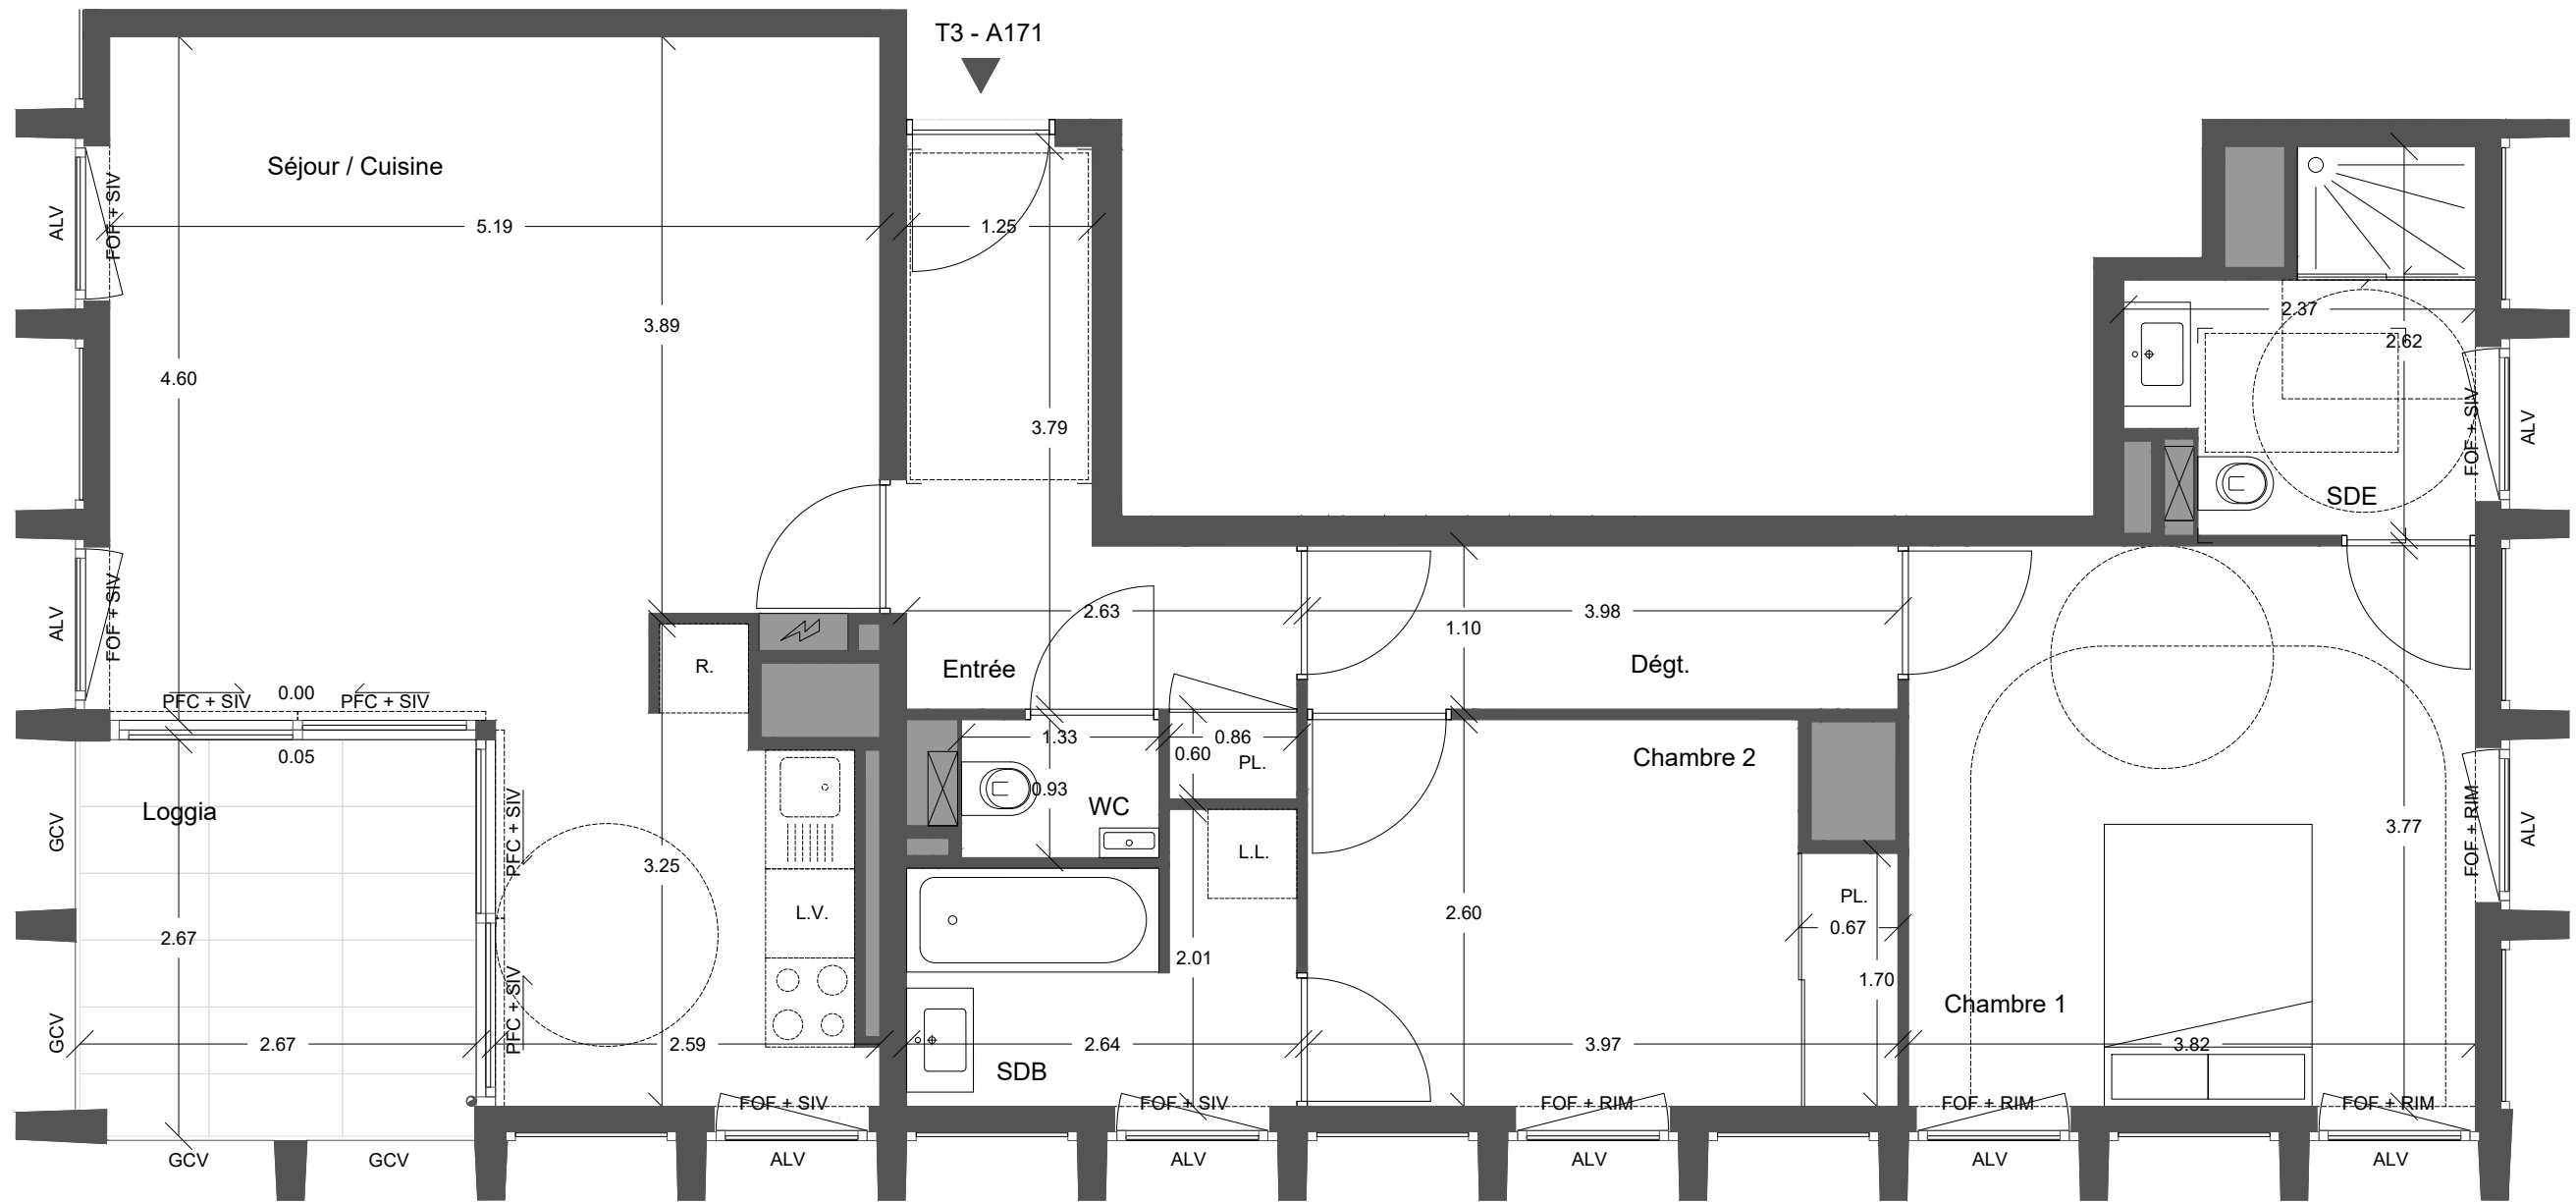 T3 - A171
Séjour / Cuisine
ALV
FOF + SIV
5.19
1.25
3.89
4.60
3.79
2.37
2.62
FOF + SIV
ALV
SDE
ALV
FOF + SIV
2.63
3.98
1.10
R.
Entrée
Dégt.
PFC + SIV
0.00
PFC + SIV
0.05
1.33
0.86
0.60
PL.
Chambre 2
0.93
WC
Loggia
GCV
PFC + SIV
3.25
L.L.
3.77
FOF + RIM
ALV
L.V.
2.60
PL.
0.67
2.67
2.01
1.70
Chambre 1
GCV
PFC + SIV
2.67
2.59
2.64
3.97
3.82
SDB
FOF + SIV
FOF + SIV
FOF + RIM
FOF + RIM
FOF + RIM
GCV
GCV
ALV
ALV
ALV
ALV
ALV